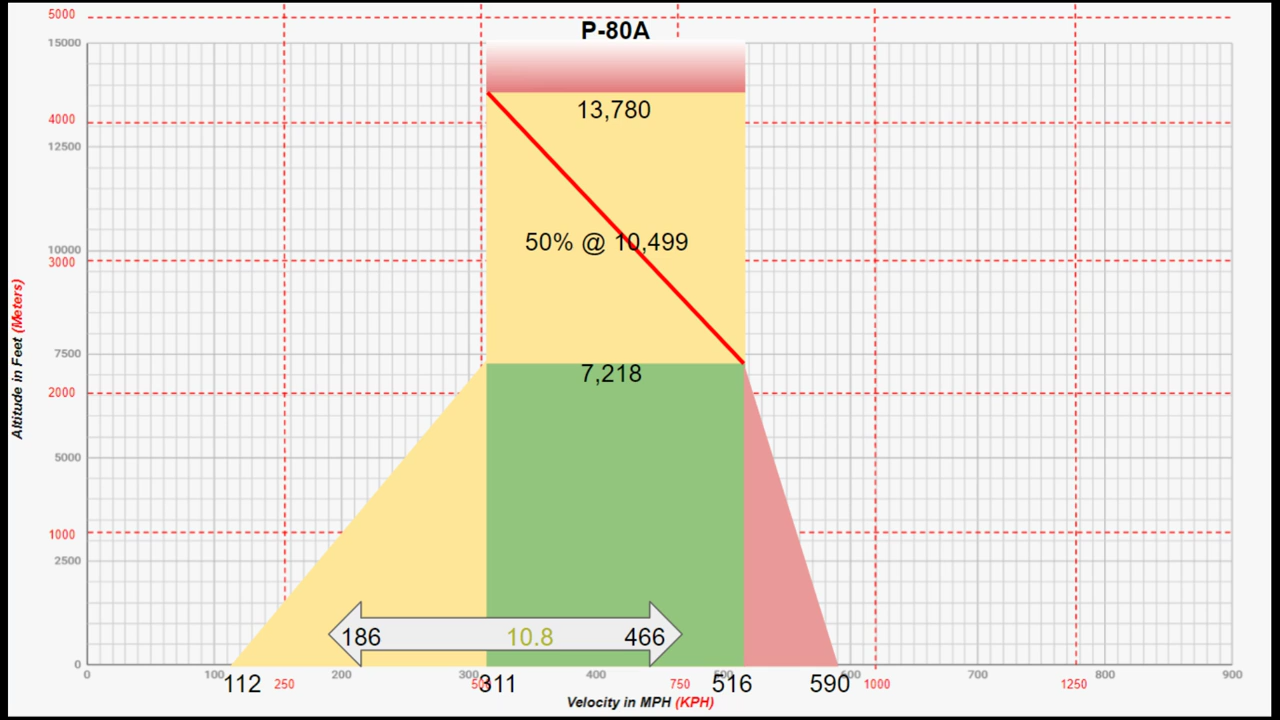 P-80A
5000
15000
13,780
4000
12500
50% @ 10,499
10000
3000
7500
7,218
2000
5000
1000
2500
186 10.8 466
0
0 100 200 300 400 500 600 700 800 900
112 250 500 311 750 516 590 1000 1250
Velocity in MPH (KPH)
Altitude in Feet (Meters)